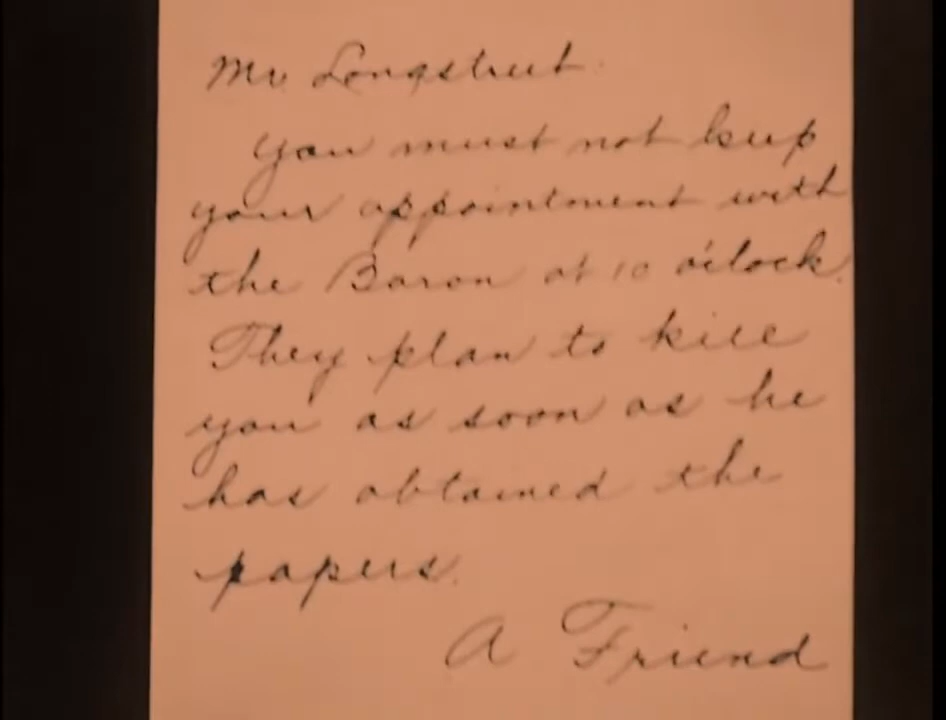 Mr. Longstreet.
You must not keep
your appointment with
the Baron at 10 o'clock.
They plan to kill
you as soon as he
has obtained the
papers.
A Friend